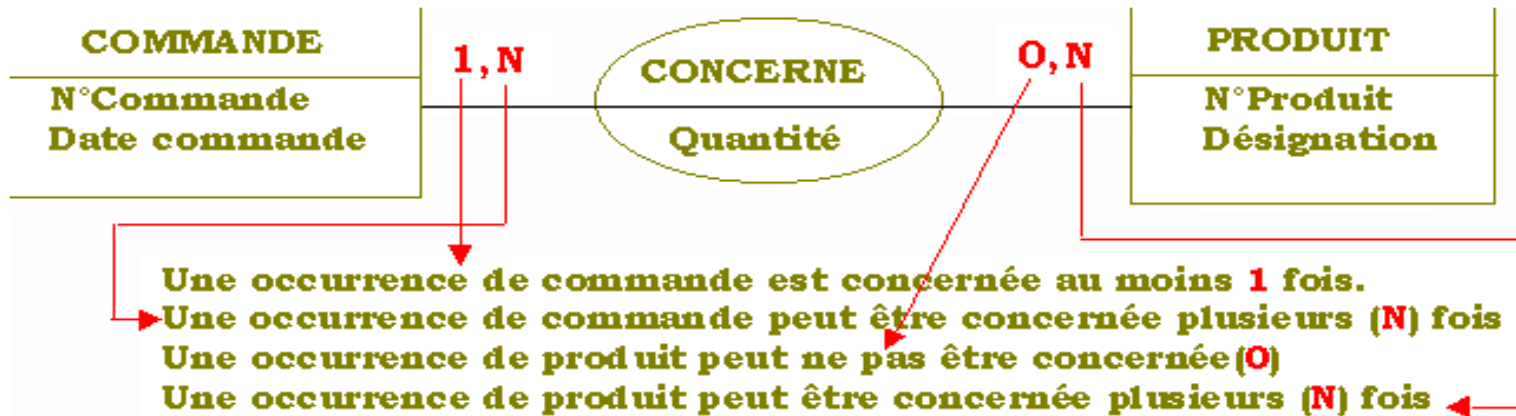 COMMANDE
N°Commande
Date commande
1,N
CONCERNE
Quantité
0,N
PRODUIT
N°Produit
Désignation
Une occurrence de commande est concernée au moins 1 fois.
Une occurrence de commande peut être concernée plusieurs (N) fois
Une occurrence de produit peut ne pas être concernée(0)
Une occurrence de produit peut être concernée plusieurs (N) fois